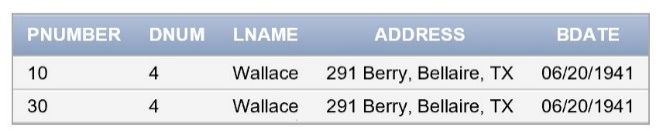 PNUMBER DNUM LNAME ADDRESS BDATE
10 4 Wallace 291 Berry, Bellaire, TX 06/20/1941
30 4 Wallace 291 Berry, Bellaire, TX 06/20/1941